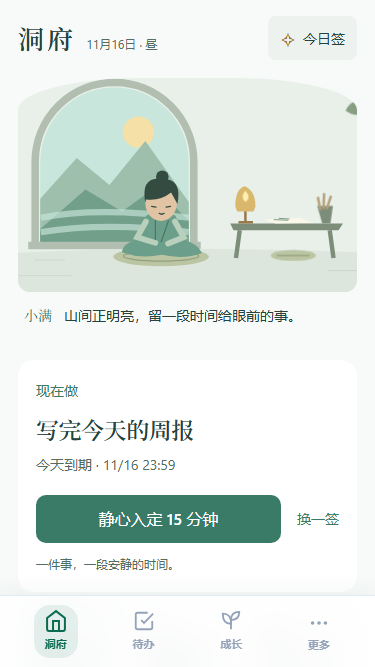 洞府 11月16日 · 昼 今日签
小满 山间正明亮，留一段时间给眼前的事。
现在做
写完今天的周报
今天到期 · 11/16 23:59
静心入定 15 分钟 换一签
一件事，一段安静的时间。
洞府 待办 成长 更多